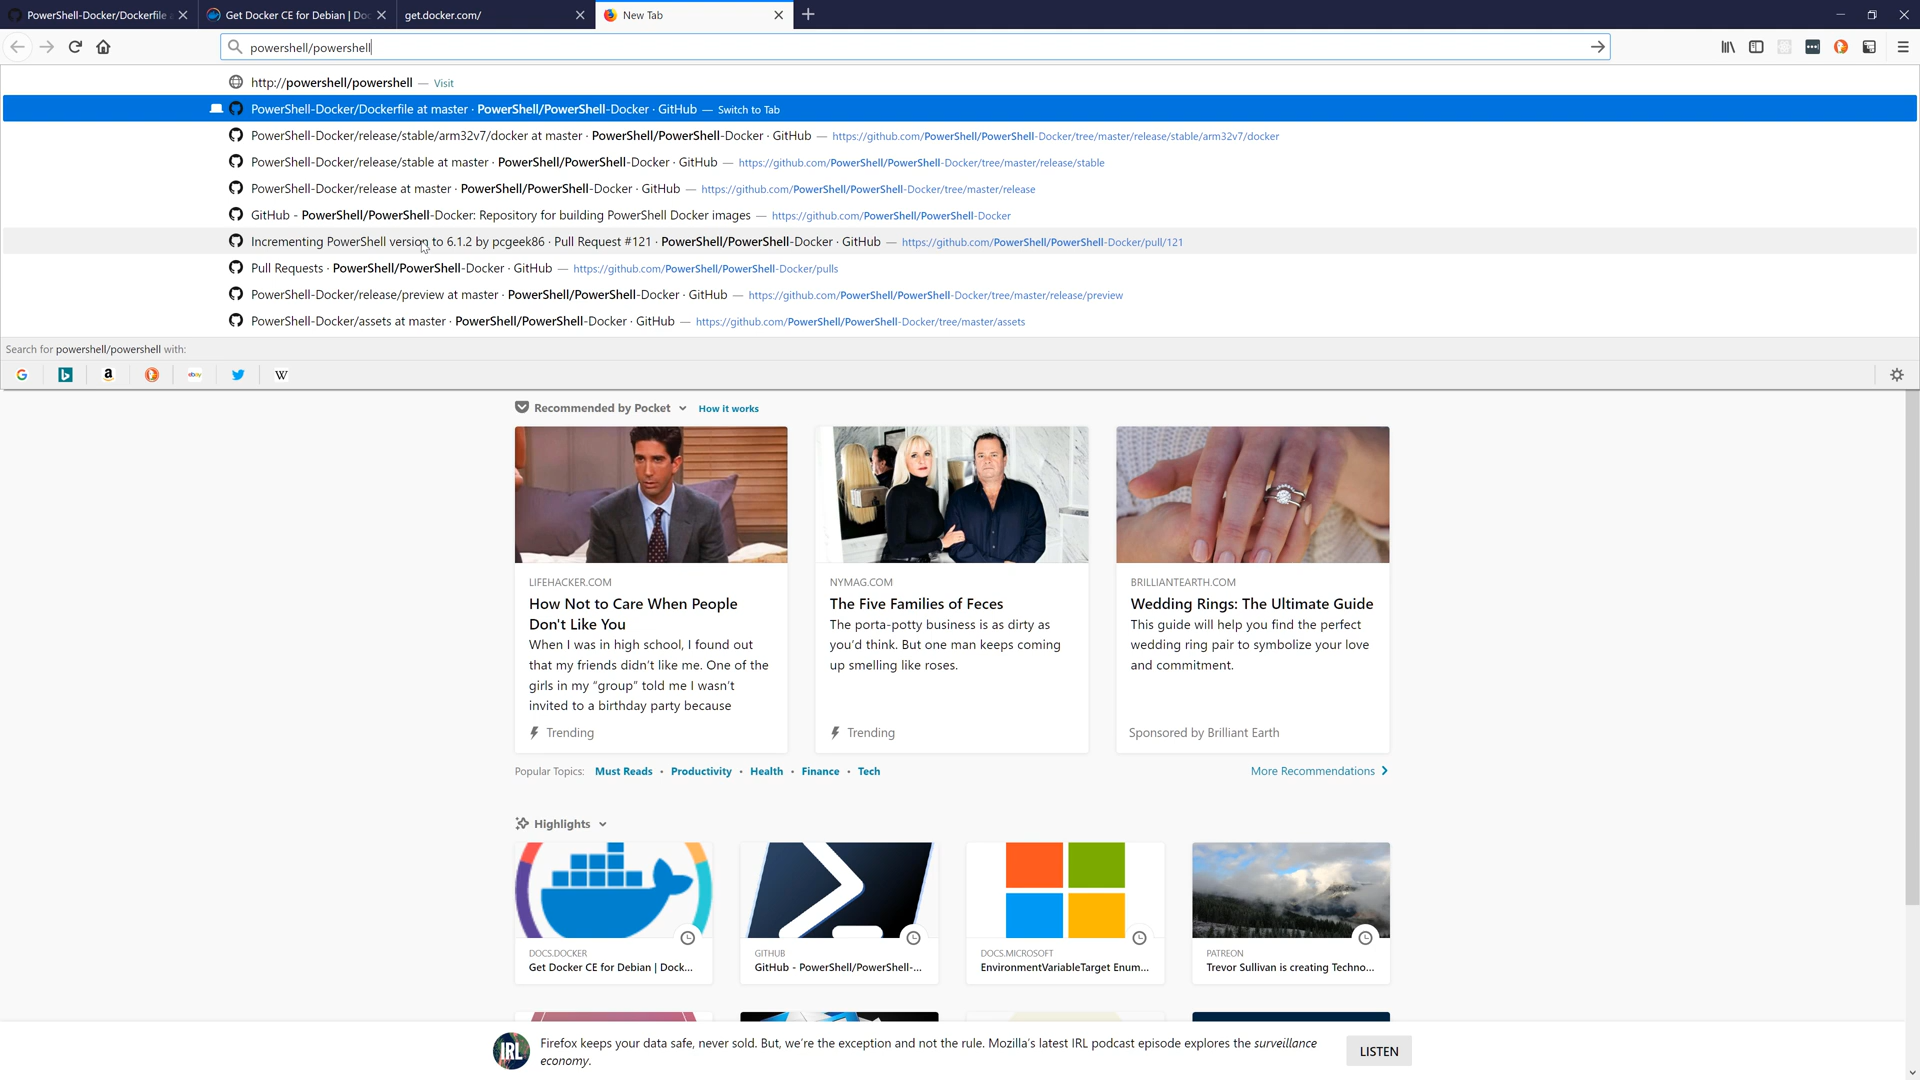 PowerShell-Docker/Dockerfile a
Get Docker CE for Debian | Doc
get.docker.com/
New Tab
powershell/powershell
http://powershell/powershell — Visit
PowerShell-Docker/Dockerfile at master · PowerShell/PowerShell-Docker · GitHub — Switch to Tab
PowerShell-Docker/release/stable/arm32v7/docker at master · PowerShell/PowerShell-Docker · GitHub — https://github.com/PowerShell/PowerShell-Docker/tree/master/release/stable/arm32v7/docker
PowerShell-Docker/release/stable at master · PowerShell/PowerShell-Docker · GitHub — https://github.com/PowerShell/PowerShell-Docker/tree/master/release/stable
PowerShell-Docker/release at master · PowerShell/PowerShell-Docker · GitHub — https://github.com/PowerShell/PowerShell-Docker/tree/master/release
GitHub - PowerShell/PowerShell-Docker: Repository for building PowerShell Docker images — https://github.com/PowerShell/PowerShell-Docker
Incrementing PowerShell version to 6.1.2 by pcgeek86 · Pull Request #121 · PowerShell/PowerShell-Docker · GitHub — https://github.com/PowerShell/PowerShell-Docker/pull/121
Pull Requests · PowerShell/PowerShell-Docker · GitHub — https://github.com/PowerShell/PowerShell-Docker/pulls
PowerShell-Docker/release/preview at master · PowerShell/PowerShell-Docker · GitHub — https://github.com/PowerShell/PowerShell-Docker/tree/master/release/preview
PowerShell-Docker/assets at master · PowerShell/PowerShell-Docker · GitHub — https://github.com/PowerShell/PowerShell-Docker/tree/master/assets
Search for powershell/powershell with:
Recommended by Pocket How it works
LIFEHACKER.COM
How Not to Care When People
Don't Like You
When I was in high school, I found out
that my friends didn't like me. One of the
girls in my "group" told me I wasn't
invited to a birthday party because
Trending
NYMAG.COM
The Five Families of Feces
The porta-potty business is as dirty as
you'd think. But one man keeps coming
up smelling like roses.
Trending
BRILLIANTEARTH.COM
Wedding Rings: The Ultimate Guide
This guide will help you find the perfect
wedding ring pair to symbolize your love
and commitment.
Sponsored by Brilliant Earth
Popular Topics: Must Reads · Productivity · Health · Finance · Tech
More Recommendations
Highlights
DOCS.DOCKER
Get Docker CE for Debian | Dock...
GITHUB
GitHub - PowerShell/PowerShell-...
DOCS.MICROSOFT
EnvironmentVariableTarget Enum...
PATREON
Trevor Sullivan is creating Techno...
IRL
Firefox keeps your data safe, never sold. But, we're the exception and not the rule. Mozilla's latest IRL podcast episode explores the surveillance
economy.
LISTEN